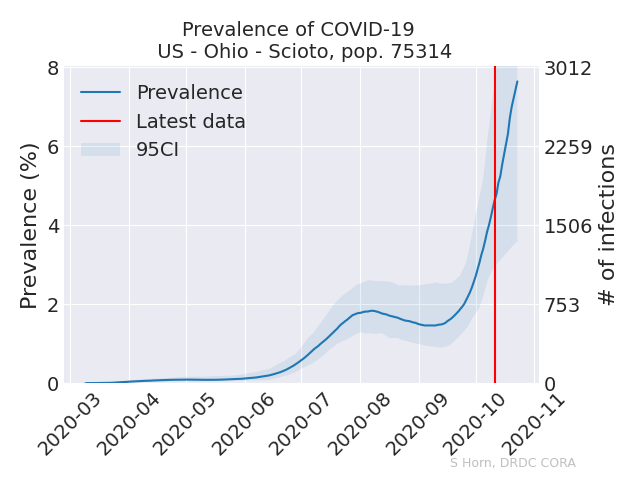 Prevalence of COVID-19
US - Ohio - Scioto, pop. 75314
Prevalence
Latest data
95CI
Prevalence (%)
8
6
4
2
0
3012
2259
1506
753
0
# of infections
2020-03
2020-04
2020-05
2020-06
2020-07
2020-08
2020-09
2020-10
2020-11
S Horn, DRDC CORA